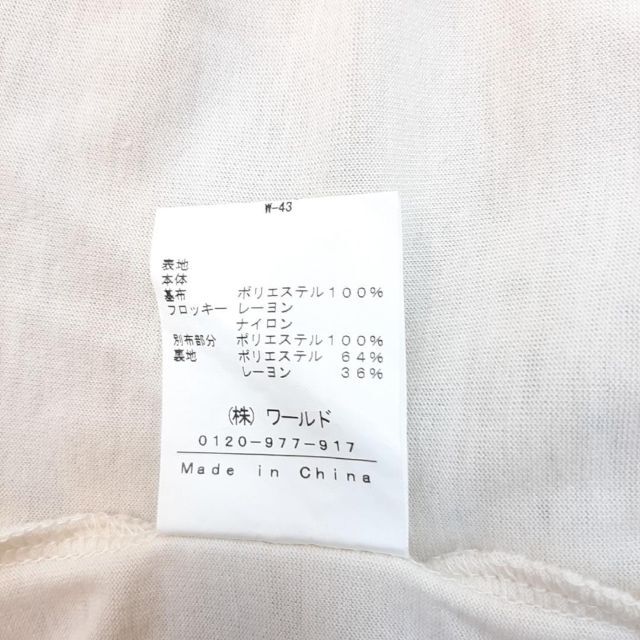 W-43
表地
本体
基布 ポリエステル100%
フロッキー レーヨン
ナイロン
別布部分 ポリエステル100%
裏地 ポリエステル 64%
レーヨン 36%
(株)ワールド
0120-977-917
Made in China